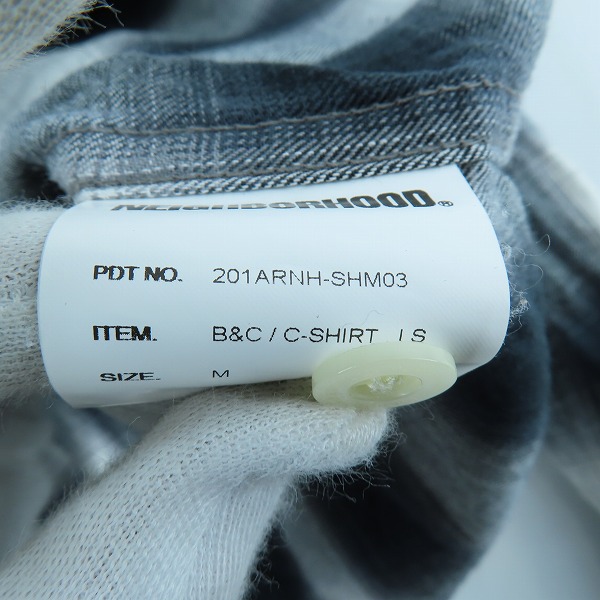 NEIGHBORHOOD®
PDT NO. 201ARNH-SHM03
ITEM. B&C / C-SHIRT . LS
SIZE. M